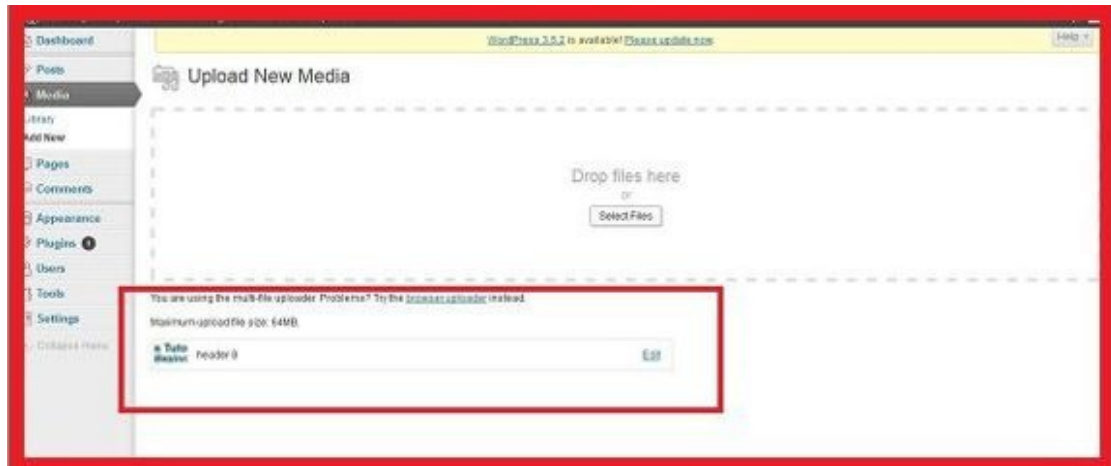 WordPress 3.5.2 is available! Please update now.
Help
Dashboard
Posts
Media
Library
Add New
Pages
Comments
Appearance
Plugins
Users
Tools
Settings
Collapse menu
Upload New Media
Drop files here
or
Select Files
You are using the multi-file uploader. Problems? Try the browser uploader instead.
Maximum upload file size: 64MB.
header 8
Edit